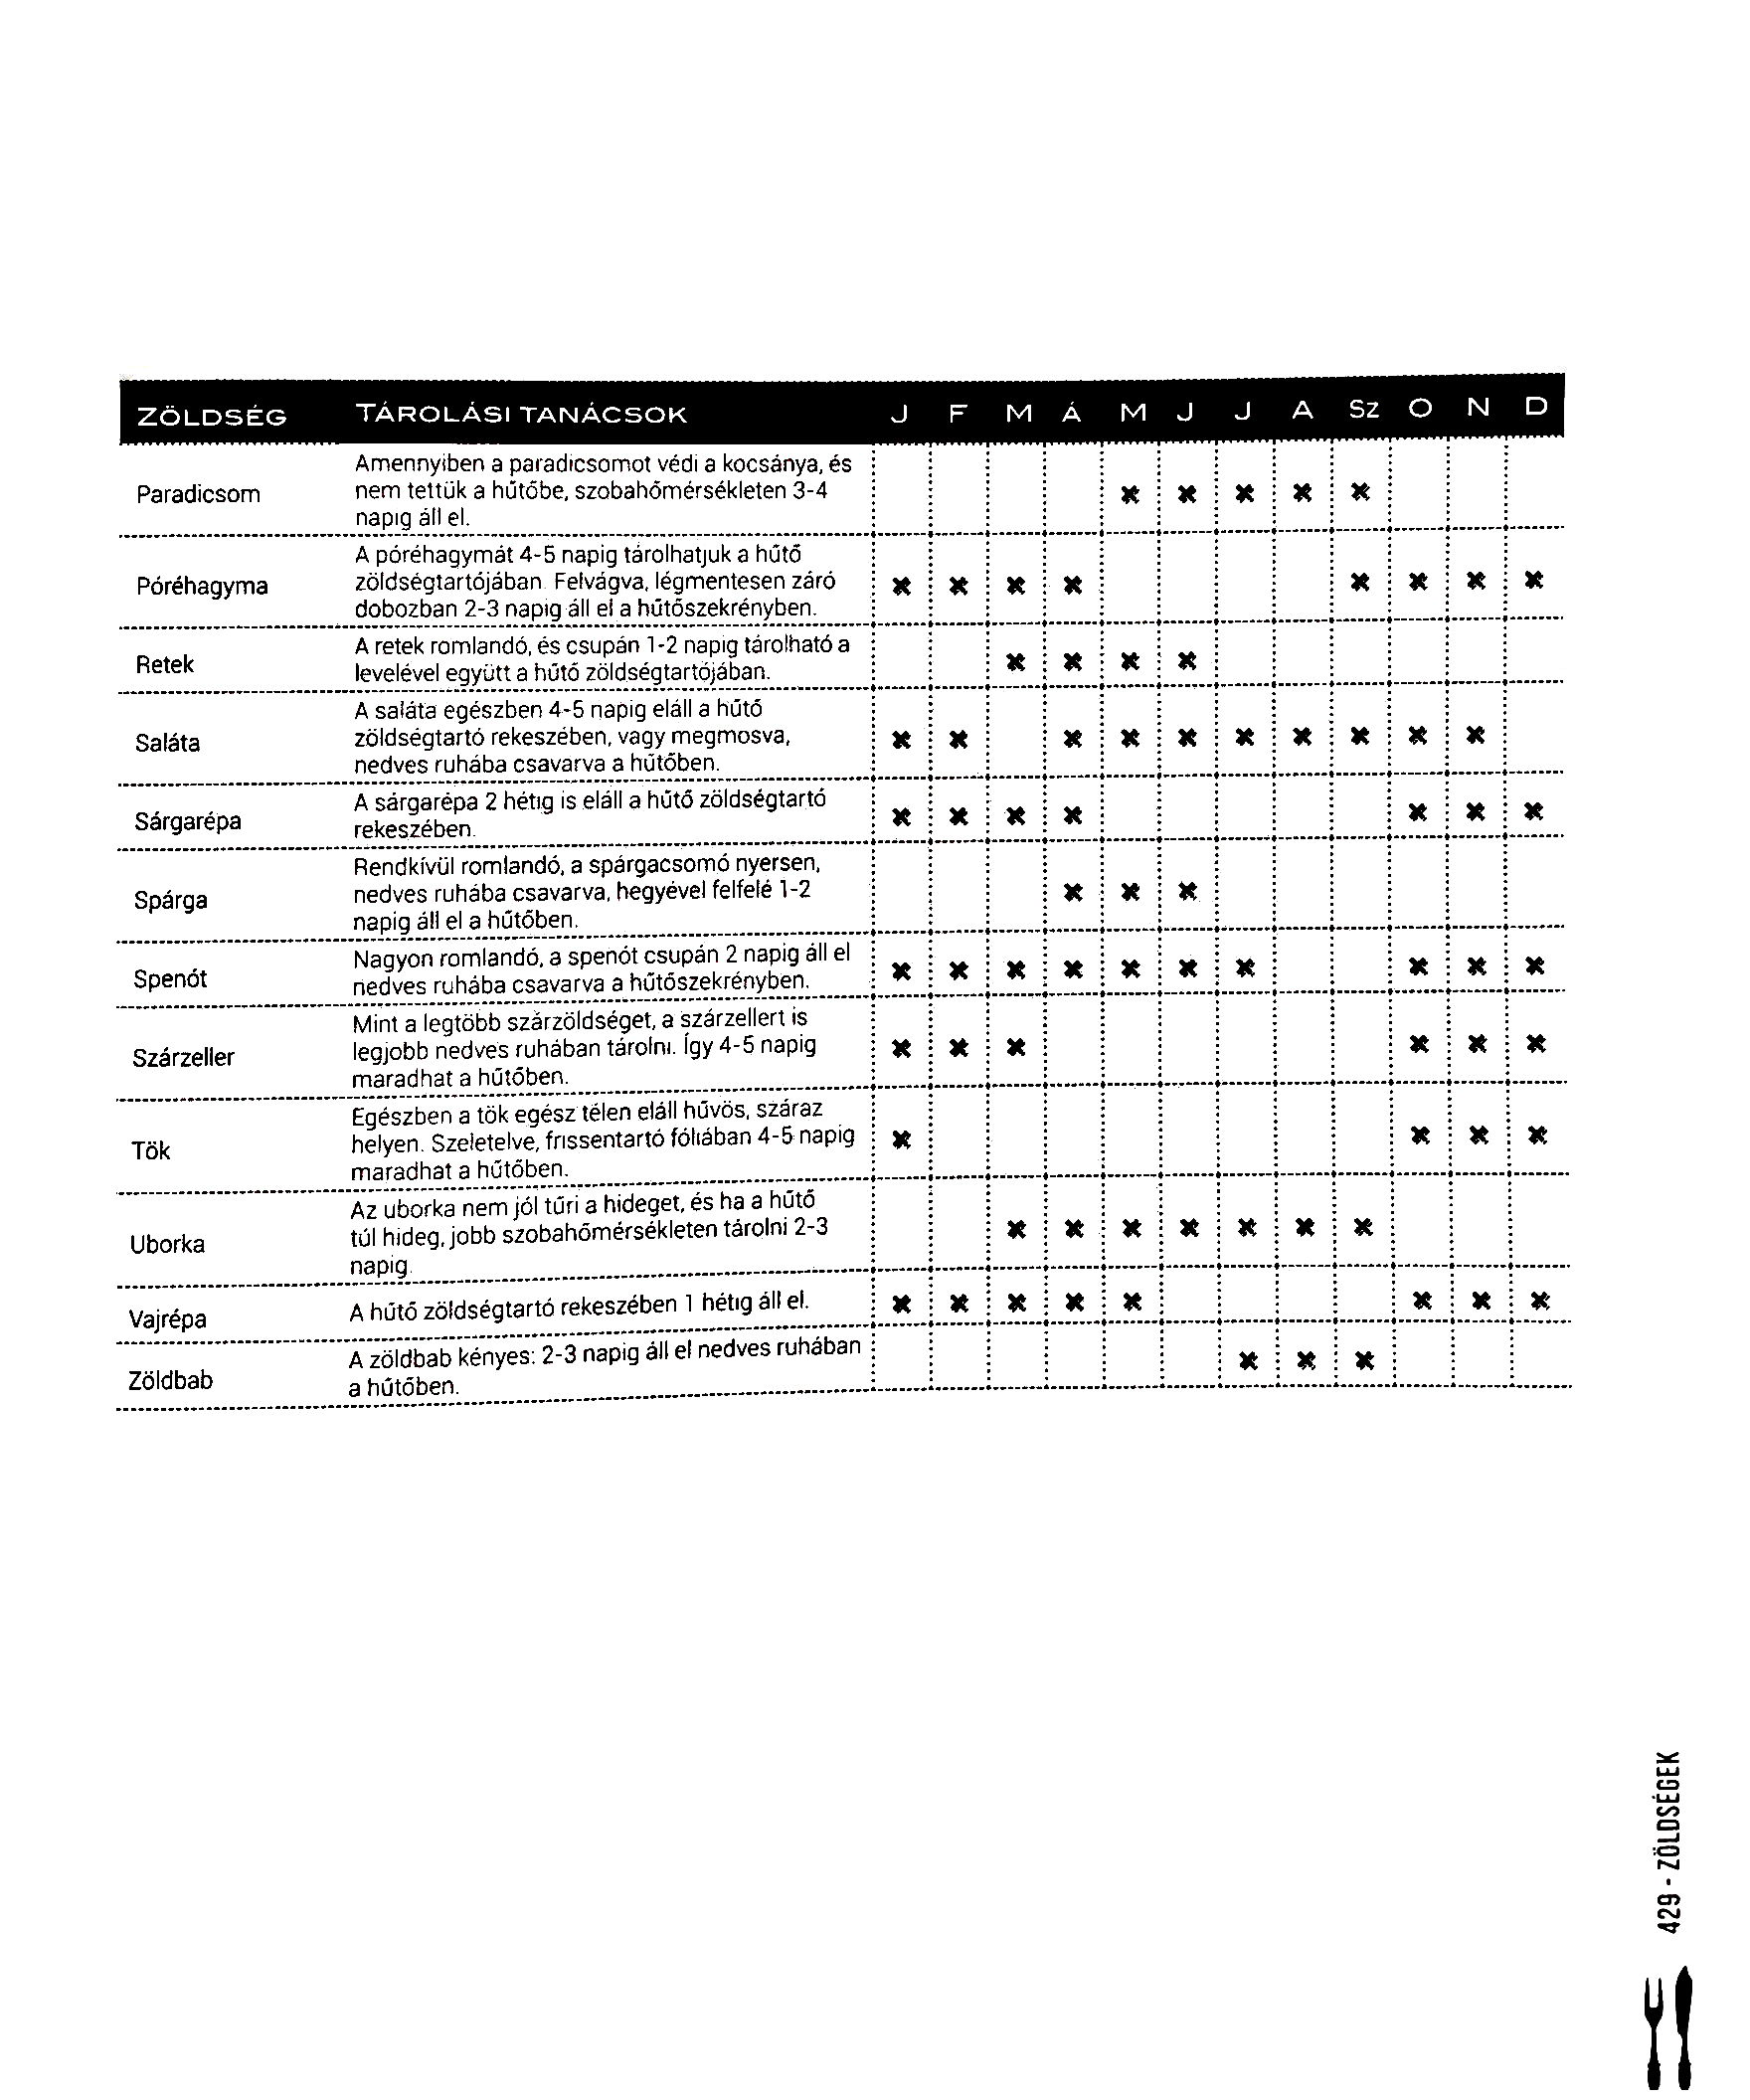 ZÖLDSÉG TÁROLÁSI TANÁCSOK J F M Á M J J A SZ O N D
Paradicsom
Amennyiben a paradicsomot védi a kocsánya, és
nem tettük a hűtőbe, szobahőmérsékleten 3-4
napig áll el.
✖ ✖ ✖ ✖ ✖
Póréhagyma
A póréhagymát 4-5 napig tárolhatjuk a hűtő
zöldségtartójában. Felvágva, légmentesen záró
dobozban 2-3 napig áll el a hűtőszekrényben.
✖ ✖ ✖ ✖ ✖ ✖ ✖ ✖
Retek
A retek romlandó, és csupán 1-2 napig tárolható a
levelével együtt a hűtő zöldségtartójában.
✖ ✖ ✖ ✖
Saláta
A saláta egészben 4-5 napig eláll a hűtő
zöldségtartó rekeszében, vagy megmosva,
nedves ruhába csavarva a hűtőben.
✖ ✖ ✖ ✖ ✖ ✖ ✖ ✖ ✖ ✖
Sárgarépa
A sárgarépa 2 hétig is eláll a hűtő zöldségtartó
rekeszében.
✖ ✖ ✖ ✖ ✖ ✖ ✖
Spárga
Rendkívül romlandó, a spárgacsomó nyersen,
nedves ruhába csavarva, hegyével felfelé 1-2
napig áll el a hűtőben.
✖ ✖ ✖
Spenót
Nagyon romlandó, a spenót csupán 2 napig áll el
nedves ruhába csavarva a hűtőszekrényben.
✖ ✖ ✖ ✖ ✖ ✖ ✖ ✖ ✖ ✖
Szárzeller
Mint a legtöbb szárzöldséget, a szárzellert is
legjobb nedves ruhában tárolni. Így 4-5 napig
maradhat a hűtőben.
✖ ✖ ✖ ✖ ✖ ✖
Tök
Egészben a tök egész télen eláll hűvös, száraz
helyen. Szeletelve, frissentartó fóliában 4-5 napig
maradhat a hűtőben.
✖ ✖ ✖ ✖
Uborka
Az uborka nem jól tűri a hideget, és ha a hűtő
túl hideg, jobb szobahőmérsékleten tárolni 2-3
napig.
✖ ✖ ✖ ✖ ✖ ✖ ✖
Vajrépa
A hűtő zöldségtartó rekeszében 1 hétig áll el.
✖ ✖ ✖ ✖ ✖ ✖ ✖ ✖
Zöldbab
A zöldbab kényes: 2-3 napig áll el nedves ruhában
a hűtőben.
✖ ✖ ✖
429 - ZÖLDSÉGEK